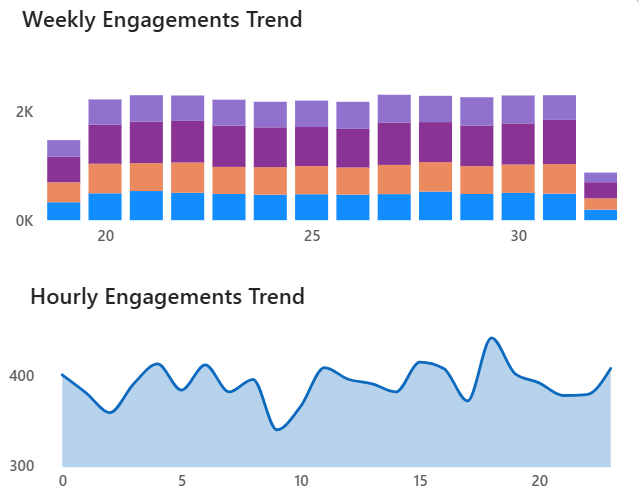 Weekly Engagements Trend
2K
0K
20 25 30
Hourly Engagements Trend
400
300
0 5 10 15 20